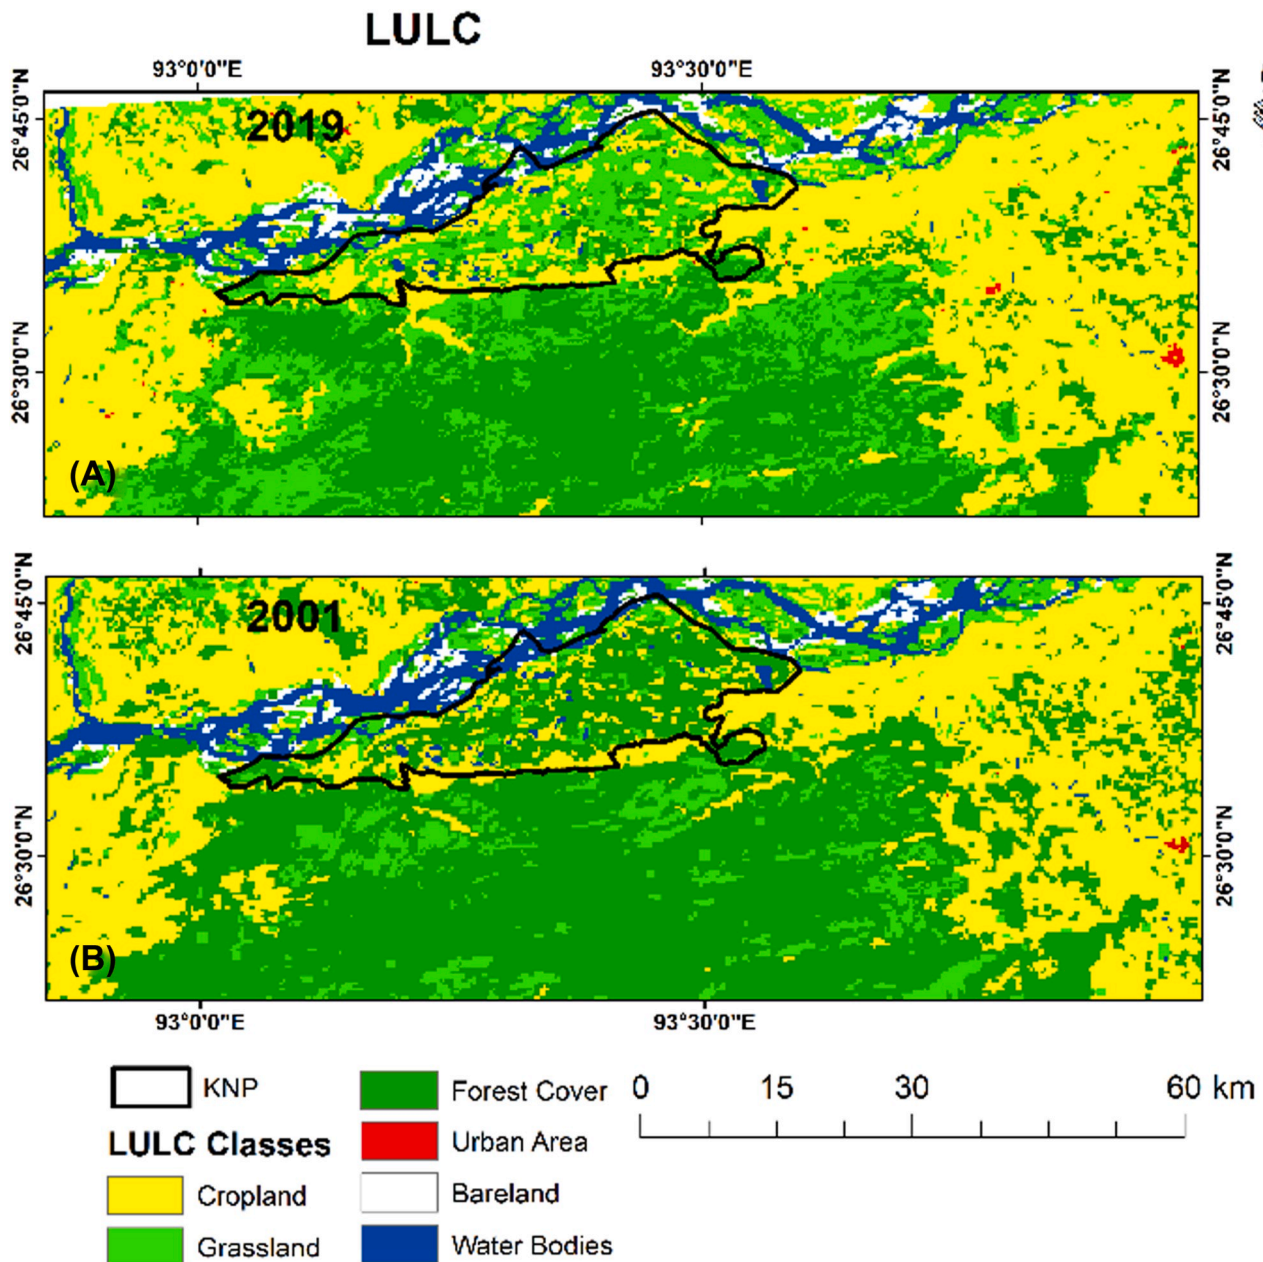 LULC
93°0'0"E 93°30'0"E
26°45'0"N 26°45'0"N
2019
26°30'0"N 26°30'0"N
(A)
26°45'0"N 26°45'0"N
2001
26°30'0"N 26°30'0"N
(B)
93°0'0"E 93°30'0"E
KNP
LULC Classes
Cropland
Grassland
Forest Cover
Urban Area
Bareland
Water Bodies
0 15 30 60 km